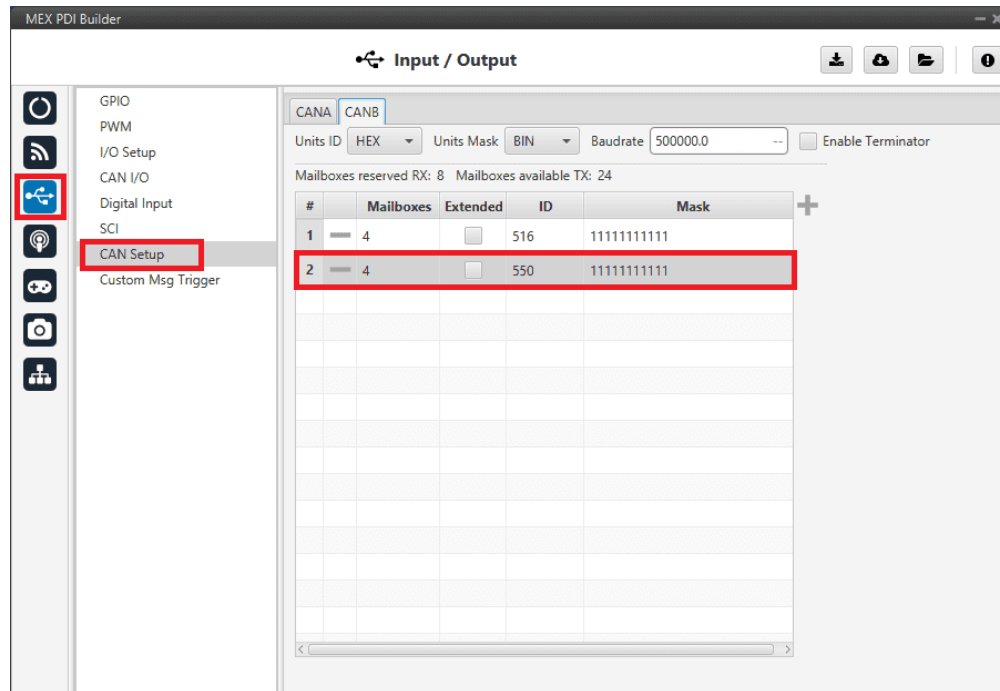 MEX PDI Builder
Input / Output
GPIO
PWM
I/O Setup
CAN I/O
Digital Input
SCI
CAN Setup
Custom Msg Trigger
CANA CANB
Units ID HEX Units Mask BIN Baudrate 500000.0 -- Enable Terminator
Mailboxes reserved RX: 8 Mailboxes available TX: 24
# Mailboxes Extended ID Mask
1 4 516 11111111111
2 4 550 11111111111